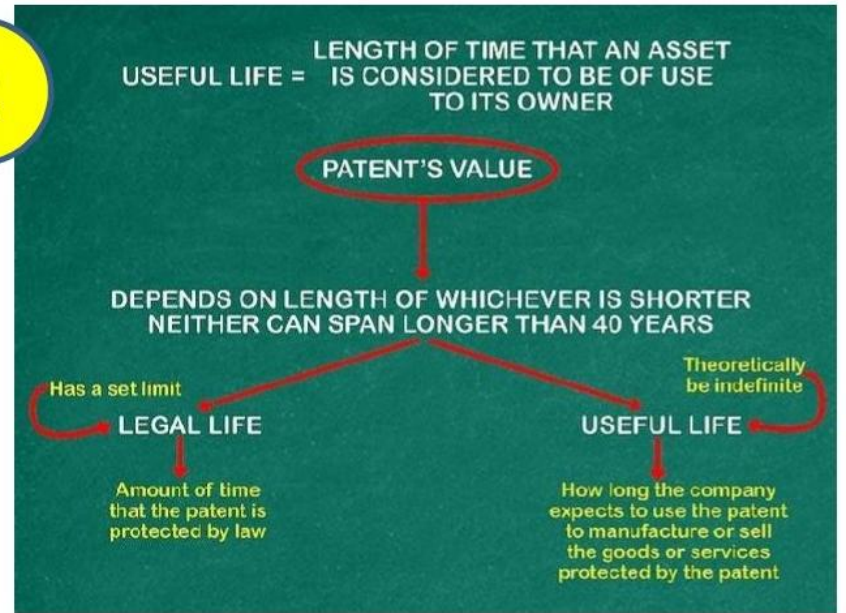 LENGTH OF TIME THAT AN ASSET
USEFUL LIFE = IS CONSIDERED TO BE OF USE
TO ITS OWNER
PATENT'S VALUE
DEPENDS ON LENGTH OF WHICHEVER IS SHORTER
NEITHER CAN SPAN LONGER THAN 40 YEARS
Has a set limit
LEGAL LIFE
Amount of time
that the patent is
protected by law
Theoretically
be indefinite
USEFUL LIFE
How long the company
expects to use the patent
to manufacture or sell
the goods or services
protected by the patent